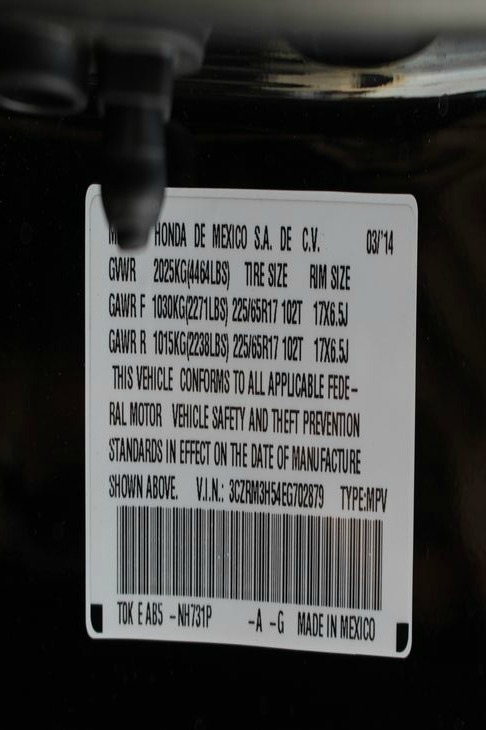 HONDA DE MEXICO S.A. DE C.V. 03/'14
GVWR 2025KG(4464LBS) TIRE SIZE RIM SIZE
GAWR F 1030KG(2271LBS) 225/65R17 102T 17X6.5J
GAWR R 1015KG(2238LBS) 225/65R17 102T 17X6.5J
THIS VEHICLE CONFORMS TO ALL APPLICABLE FEDE-
RAL MOTOR VEHICLE SAFETY AND THEFT PREVENTION
STANDARDS IN EFFECT ON THE DATE OF MANUFACTURE
SHOWN ABOVE. V.I.N.: 3CZRM3H54EG702879 TYPE:MPV
TOK E AB5 -NH731P -A -G MADE IN MEXICO